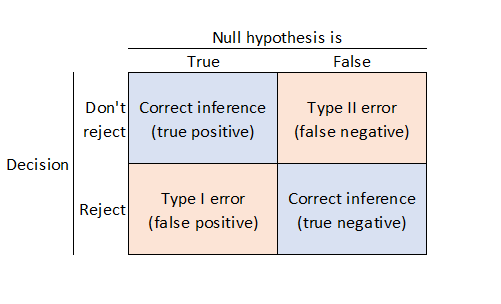 Null hypothesis is
True
False
Don't
reject
Correct inference
(true positive)
Type II error
(false negative)
Decision
Reject
Type I error
(false positive)
Correct inference
(true negative)